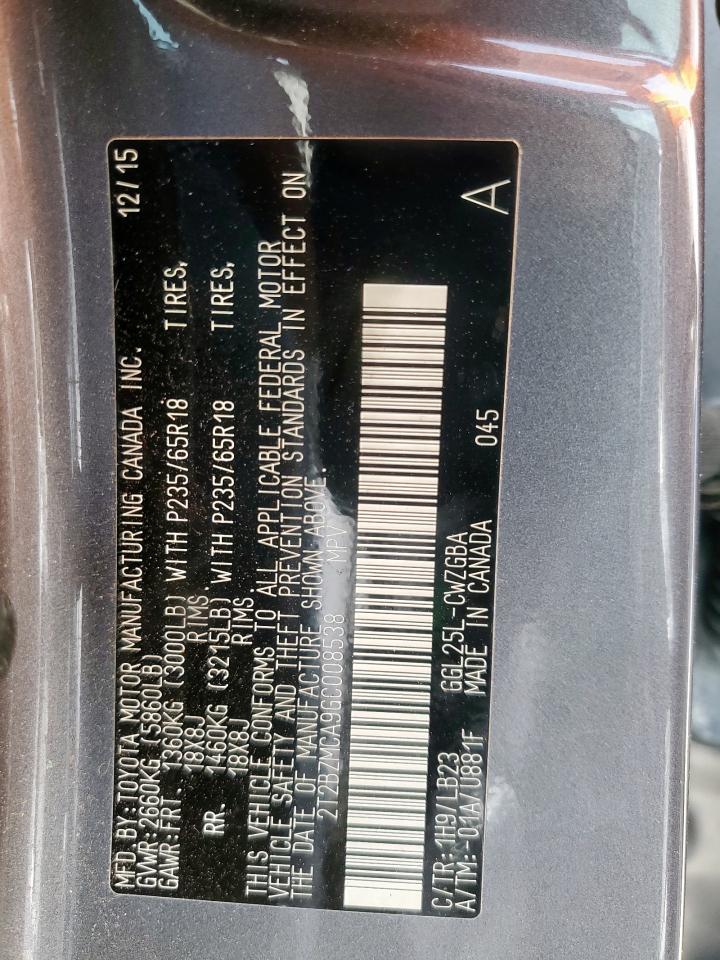 MFD BY:TOYOTA MOTOR MANUFACTURING CANADA INC. 12/15
GVWR:2660KG (5860LB)
GAWR:FRT. 1360KG (3000LB) WITH P235/65R18 TIRES,
18X8J RIMS,
RR. 1460KG (3215LB) WITH P235/65R18 TIRES,
18X8J RIMS,
THIS VEHICLE CONFORMS TO ALL APPLICABLE FEDERAL MOTOR
VEHICLE SAFETY AND THEFT PREVENTION STANDARDS IN EFFECT ON
THE DATE OF MANUFACTURE SHOWN ABOVE.
2T2BZMCA9GC008538 MPV
C/TR:1H9/LB23 GGL25L-CWZGBA
A/TM:-01A/U881F MADE IN CANADA 045 A